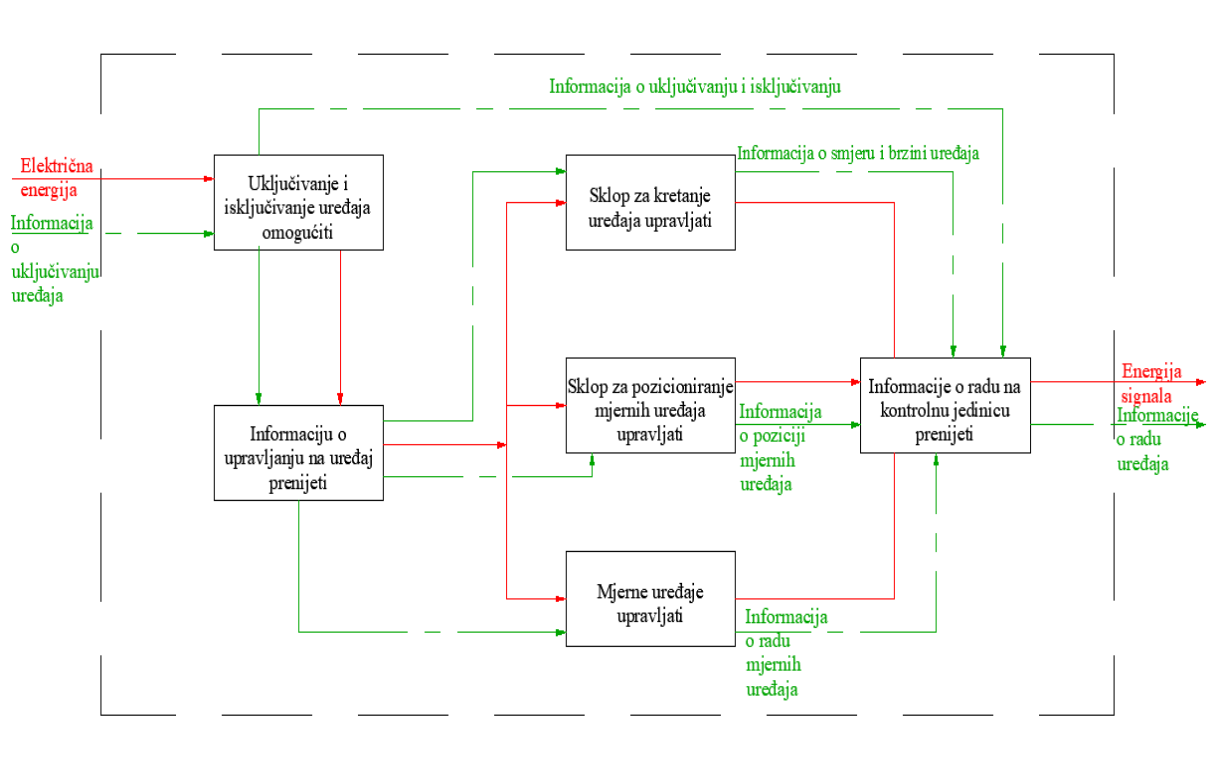 Informacija o uključivanju i isključivanju
Električna
energija
Informacija
o
uključivanju
uređaja
Uključivanje i
isključivanje uređaja
omogućiti
Sklop za kretanje
uređaja upravljati
Informacija o smjeru i brzini uređaja
Informaciju o
upravljanju na uređaj
prenijeti
Sklop za pozicioniranje
mjernih uređaja
upravljati
Informacija
o poziciji
mjernih
uređaja
Informacije o radu na
kontrolnu jedinicu
prenijeti
Energija
signala
Informacije
o radu
uređaja
Mjerne uređaje
upravljati
Informacija
o radu
mjernih
uređaja